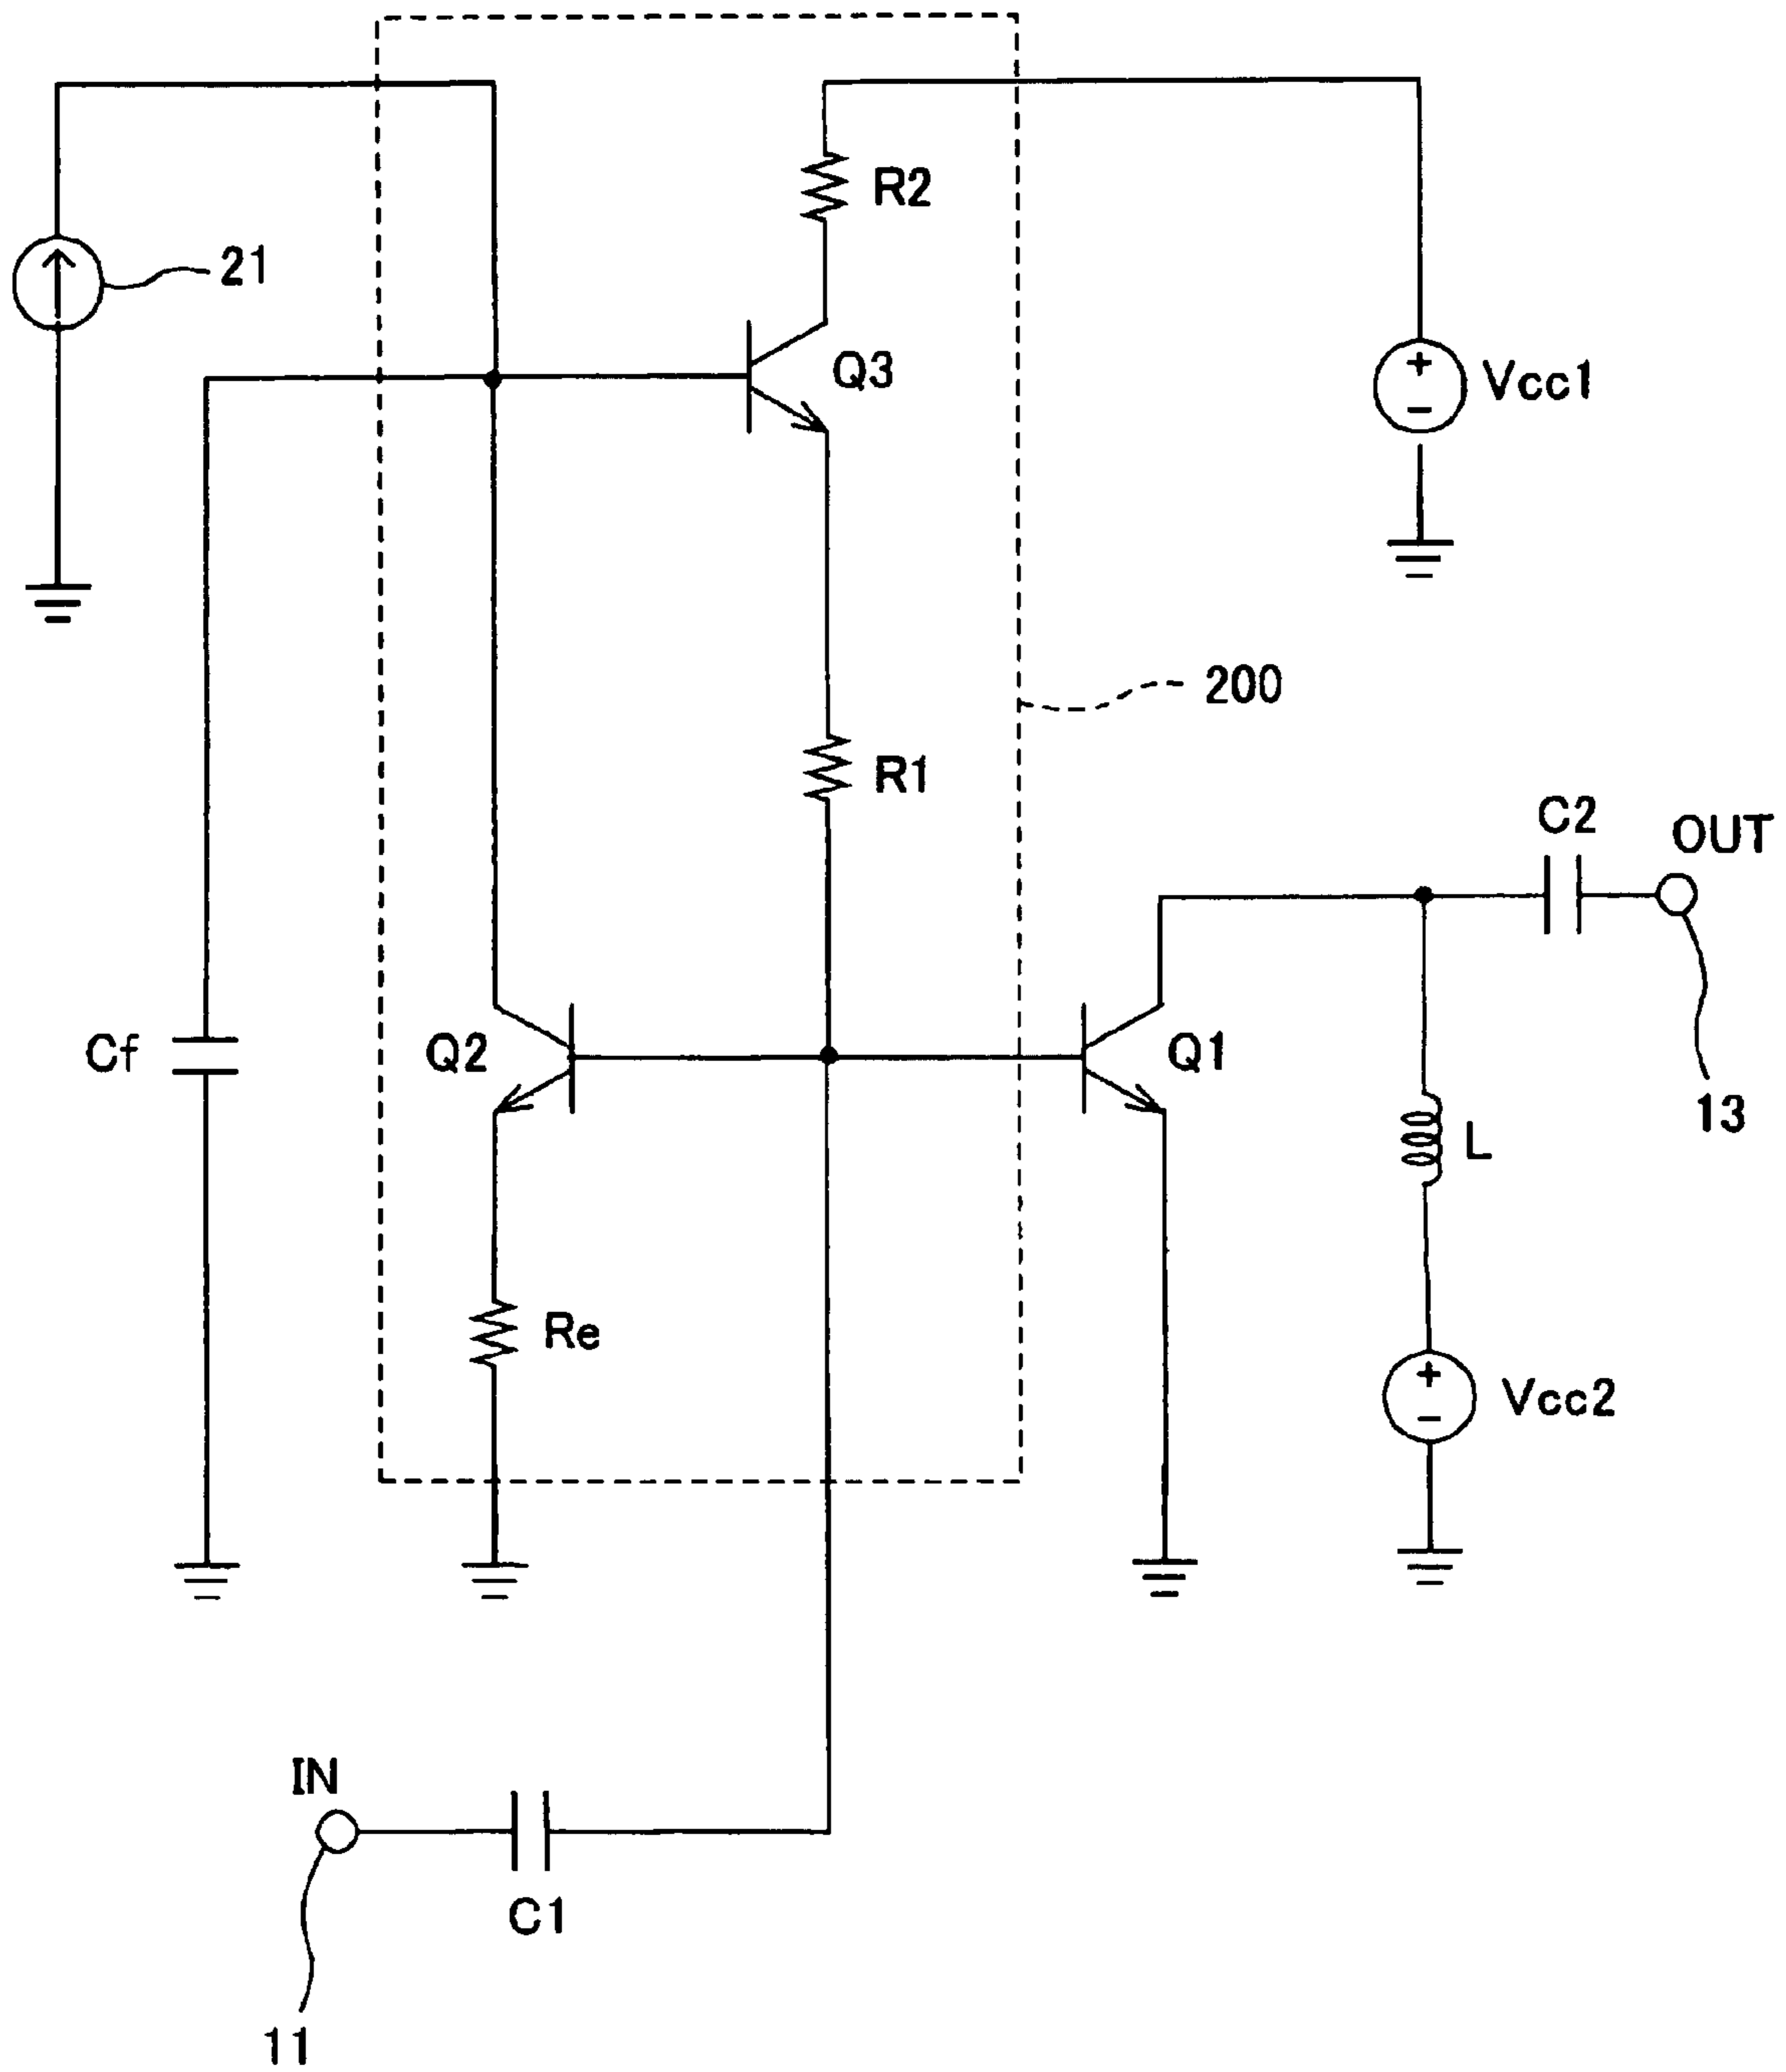 R2
21
Q3
Vcc1
+
-
200
R1
C2
OUT
Cf
Q2
Q1
13
L
Re
+
-
Vcc2
IN
C1
11